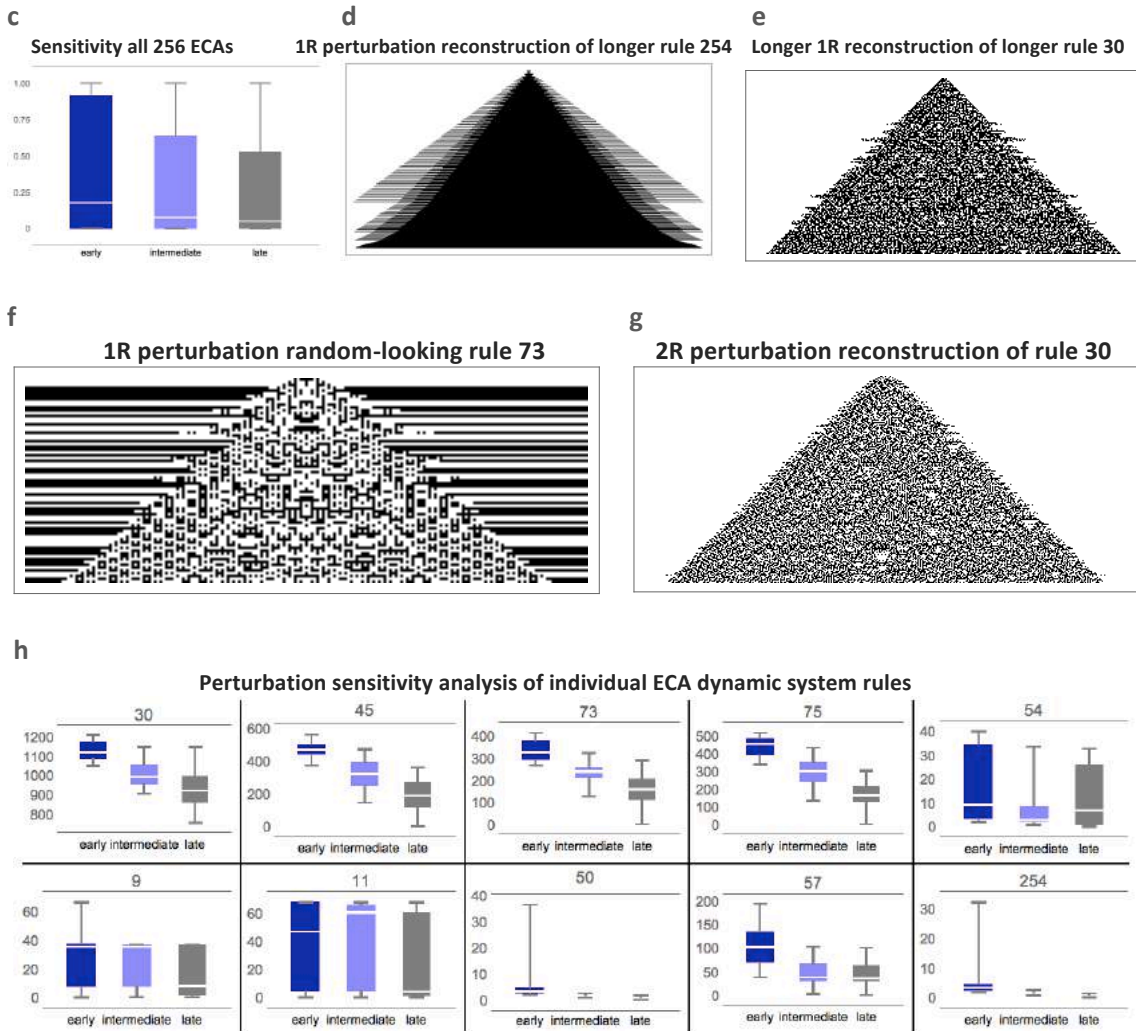 c
Sensitivity all 256 ECAs
1.00
0.75
0.50
0.25
0
early intermediate late
d
1R perturbation reconstruction of longer rule 254
e
Longer 1R reconstruction of longer rule 30
f
1R perturbation random-looking rule 73
g
2R perturbation reconstruction of rule 30
h
Perturbation sensitivity analysis of individual ECA dynamic system rules
30
1200
1100
1000
900
800
early intermediate late
45
600
400
200
0
early intermediate late
73
400
300
200
100
0
early intermediate late
75
500
400
300
200
100
0
early intermediate late
54
40
30
20
10
0
early intermediate late
9
60
40
20
0
early intermediate late
11
60
40
20
0
early intermediate late
50
40
30
20
10
0
early intermediate late
57
200
150
100
50
0
early intermediate late
254
30
20
10
0
early intermediate late